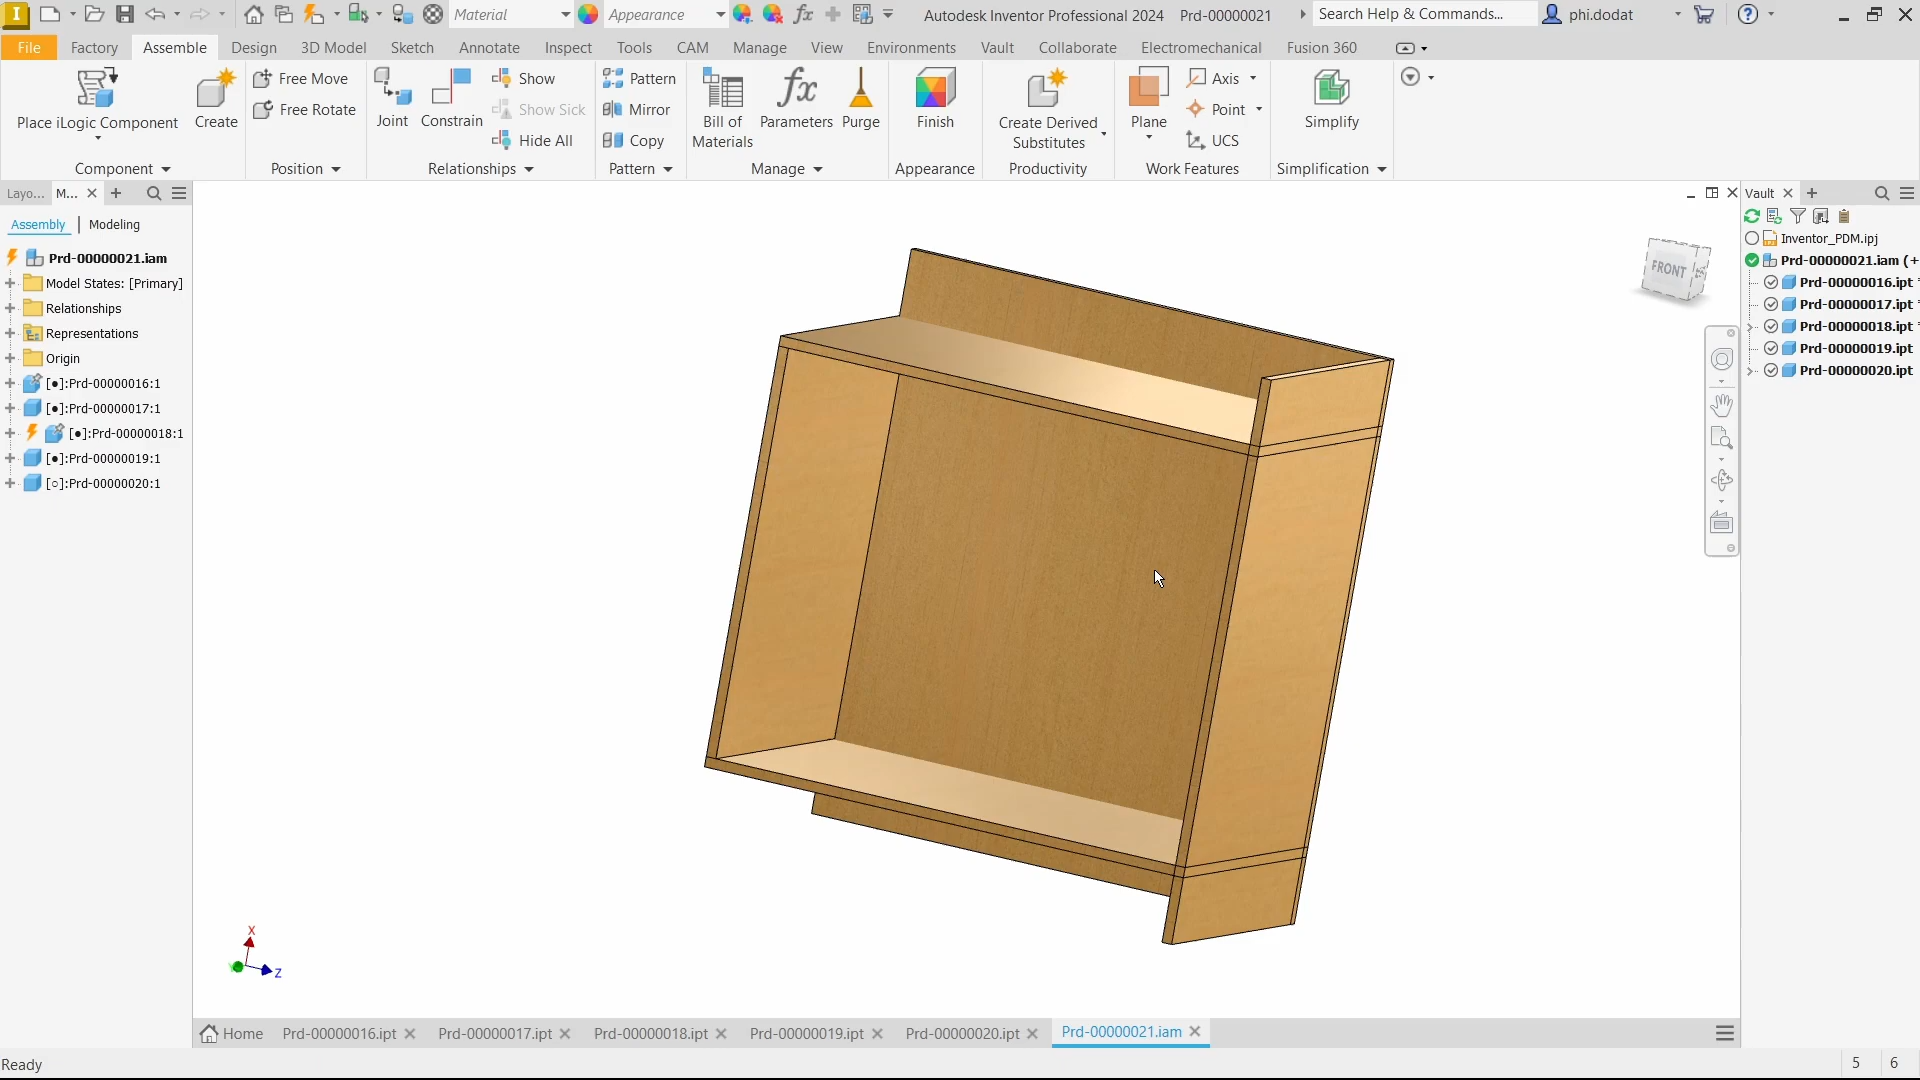 I Material Appearance fx Autodesk Inventor Professional 2024 Prd-00000021 Search Help & Commands... phi.dodat
File Factory Assemble Design 3D Model Sketch Annotate Inspect Tools CAM Manage View Environments Vault Collaborate Electromechanical Fusion 360
Place iLogic Component
Create
Free Move
Free Rotate
Joint
Constrain
Show
Show Sick
Hide All
Pattern
Mirror
Copy
Bill of
Materials
fx
Parameters
Purge
Finish
Create Derived
Substitutes
Plane
Axis
Point
UCS
Simplify
Component Position Relationships Pattern Manage Appearance Productivity Work Features Simplification
Layo... M...
Assembly | Modeling
Prd-00000021.iam
Model States: [Primary]
Relationships
Representations
Origin
[●]:Prd-00000016:1
[●]:Prd-00000017:1
[●]:Prd-00000018:1
[●]:Prd-00000019:1
[○]:Prd-00000020:1
FRONT
X
Y
Z
Vault
Inventor_PDM.ipj
Prd-00000021.iam (+
Prd-00000016.ipt
Prd-00000017.ipt
Prd-00000018.ipt
Prd-00000019.ipt
Prd-00000020.ipt
Home Prd-00000016.ipt Prd-00000017.ipt Prd-00000018.ipt Prd-00000019.ipt Prd-00000020.ipt Prd-00000021.iam
Ready 5 6